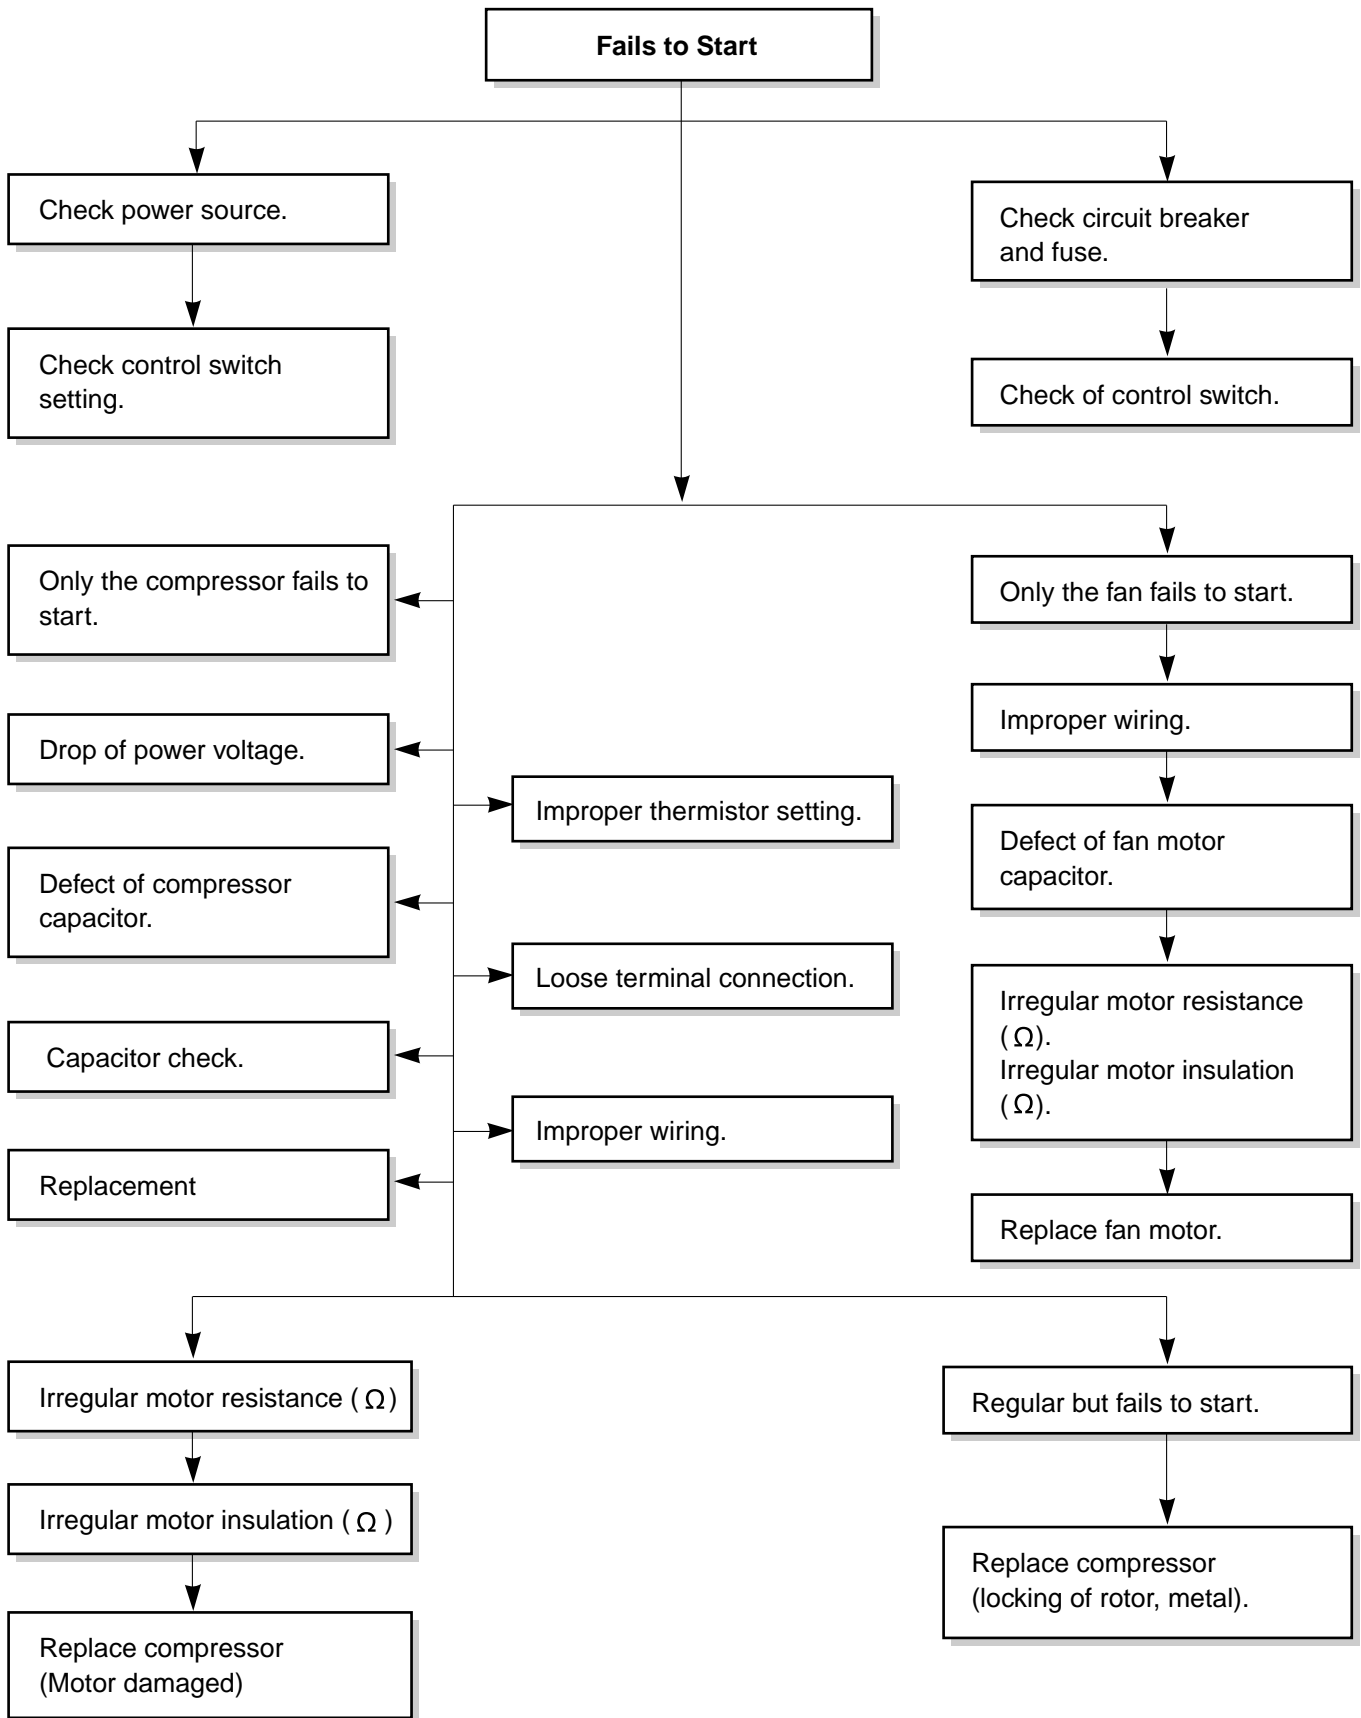 Fails to Start
Check power source.
Check circuit breaker
and fuse.
Check control switch
setting.
Check of control switch.
Only the compressor fails to
start.
Only the fan fails to start.
Drop of power voltage.
Improper wiring.
Improper thermistor setting.
Defect of compressor
capacitor.
Defect of fan motor
capacitor.
Loose terminal connection.
Irregular motor resistance
(Ω).
Irregular motor insulation
(Ω).
Capacitor check.
Improper wiring.
Replacement
Replace fan motor.
Irregular motor resistance (Ω)
Regular but fails to start.
Irregular motor insulation (Ω )
Replace compressor
(locking of rotor, metal).
Replace compressor
(Motor damaged)